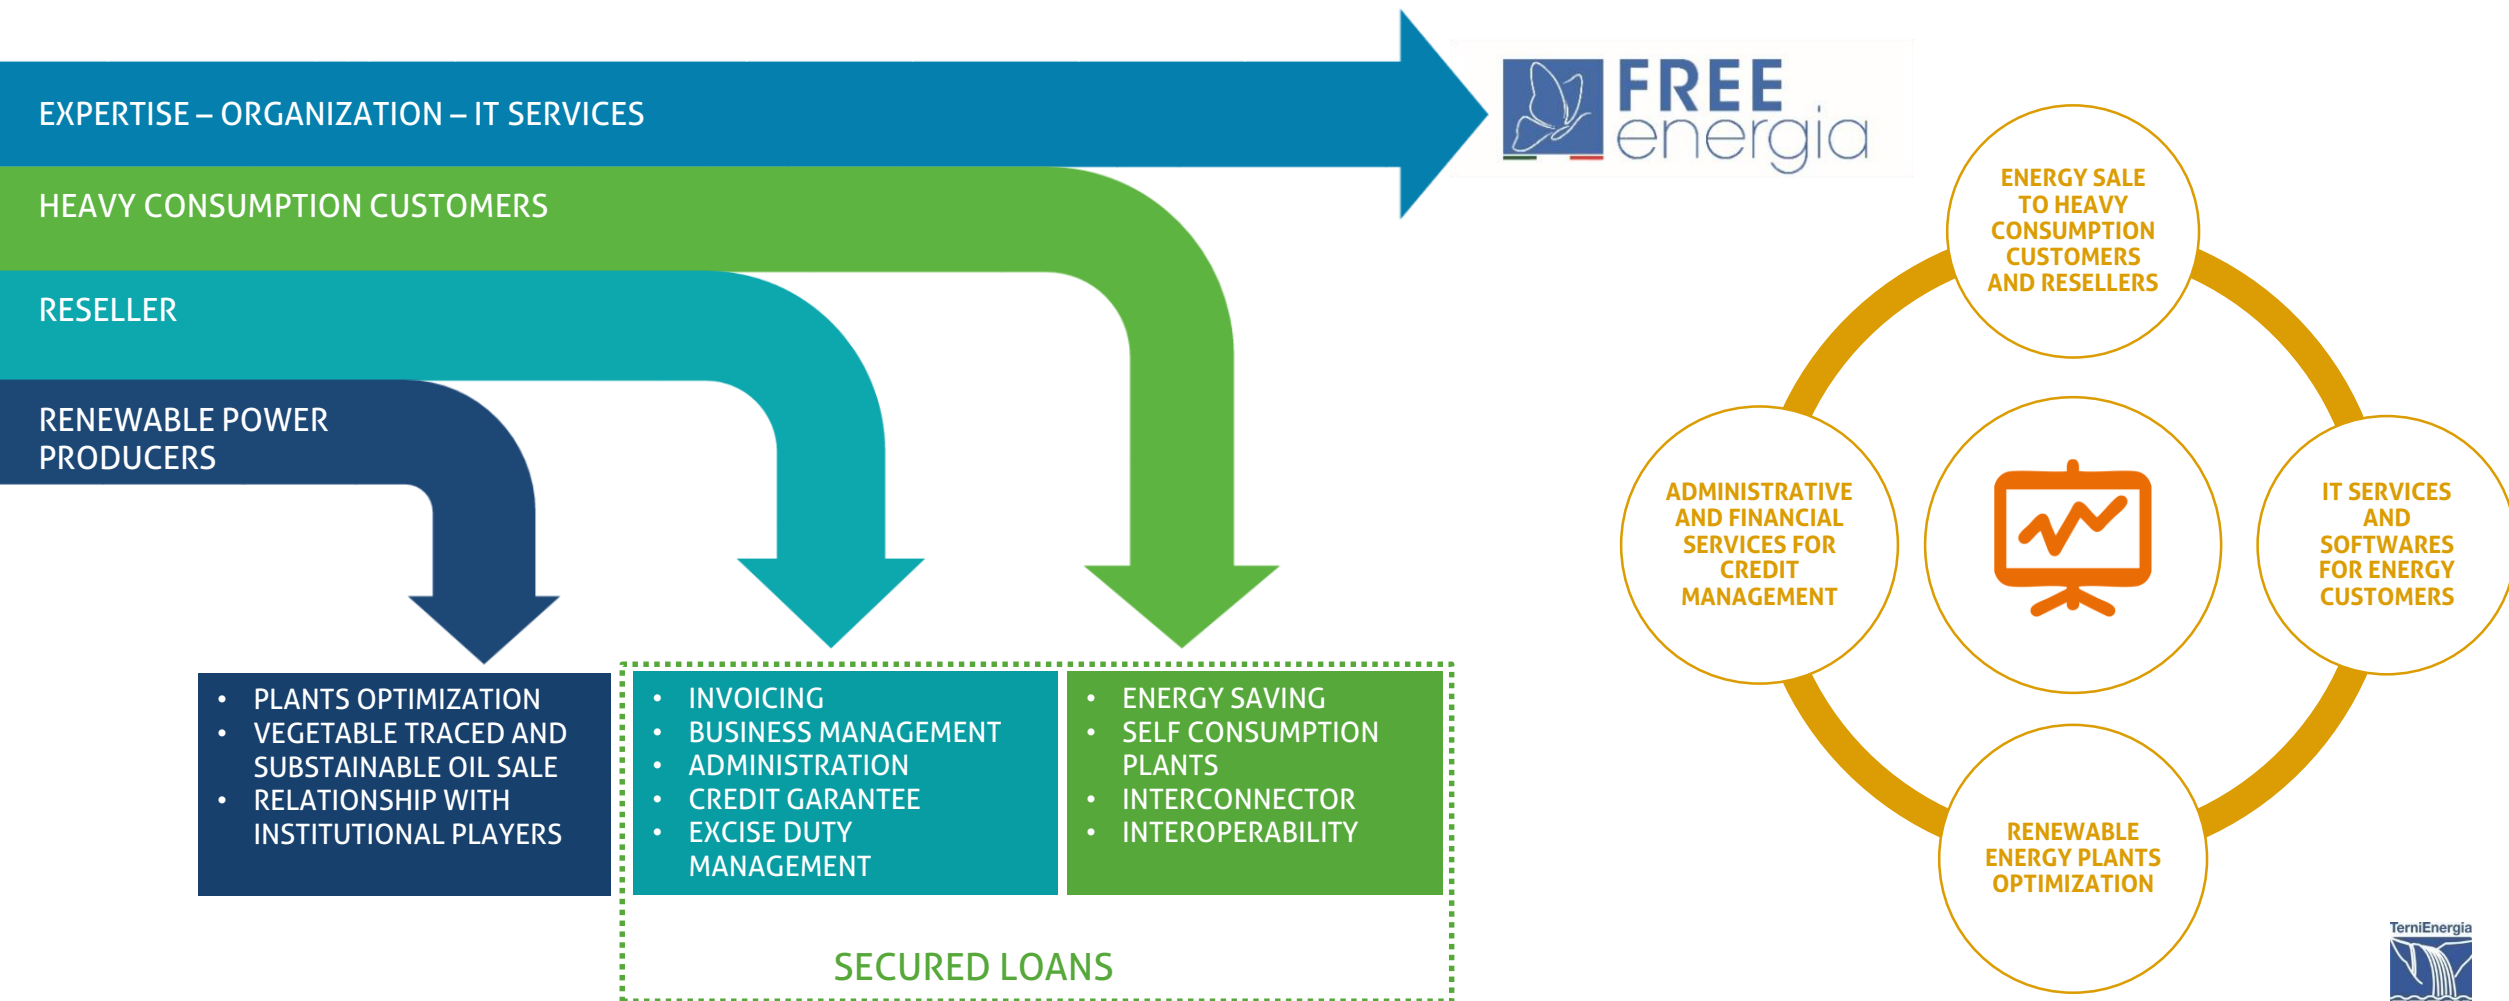 EXPERTISE – ORGANIZATION – IT SERVICES
HEAVY CONSUMPTION CUSTOMERS
RESELLER
RENEWABLE POWER
PRODUCERS
FREE
energia
• PLANTS OPTIMIZATION
• VEGETABLE TRACED AND
SUBSTAINABLE OIL SALE
• RELATIONSHIP WITH
INSTITUTIONAL PLAYERS
• INVOICING
• BUSINESS MANAGEMENT
• ADMINISTRATION
• CREDIT GARANTEE
• EXCISE DUTY
MANAGEMENT
• ENERGY SAVING
• SELF CONSUMPTION
PLANTS
• INTERCONNECTOR
• INTEROPERABILITY
SECURED LOANS
ENERGY SALE
TO HEAVY
CONSUMPTION
CUSTOMERS
AND RESELLERS
ADMINISTRATIVE
AND FINANCIAL
SERVICES FOR
CREDIT
MANAGEMENT
IT SERVICES
AND
SOFTWARES
FOR ENERGY
CUSTOMERS
RENEWABLE
ENERGY PLANTS
OPTIMIZATION
TerniEnergia